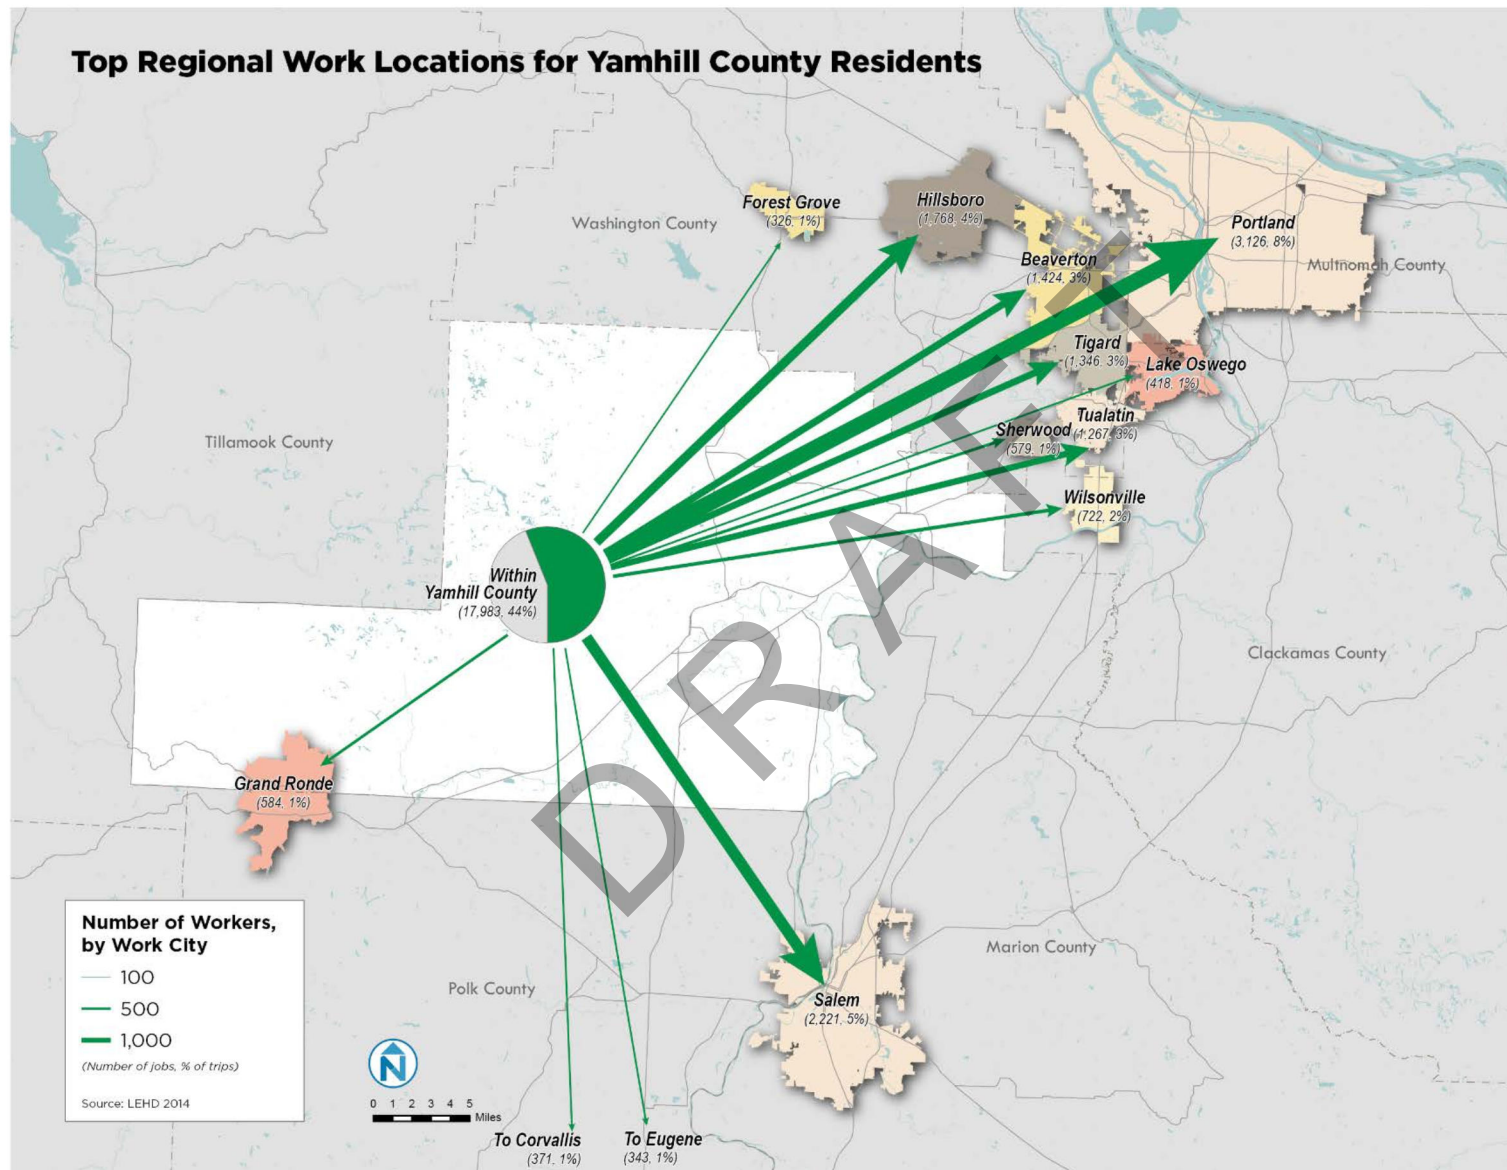 Top Regional Work Locations for Yamhill County Residents
Forest Grove
(326, 1%)
Hillsboro
(1,768, 4%)
Washington County
Portland
(3,126, 8%)
Beaverton
(1,424, 3%)
Multnomah County
Tigard
(1,346, 3%)
Lake Oswego
(418, 1%)
Tillamook County
Tualatin
(1,267, 3%)
Sherwood
(579, 1%)
Wilsonville
(722, 2%)
Within
Yamhill County
(17,983, 44%)
Clackamas County
DRAFT
Grand Ronde
(584, 1%)
Marion County
Polk County
Salem
(2,221, 5%)
Number of Workers,
by Work City
100
500
1,000
(Number of jobs, % of trips)
Source: LEHD 2014
N
0 1 2 3 4 5
Miles
To Corvallis
(371, 1%)
To Eugene
(343, 1%)